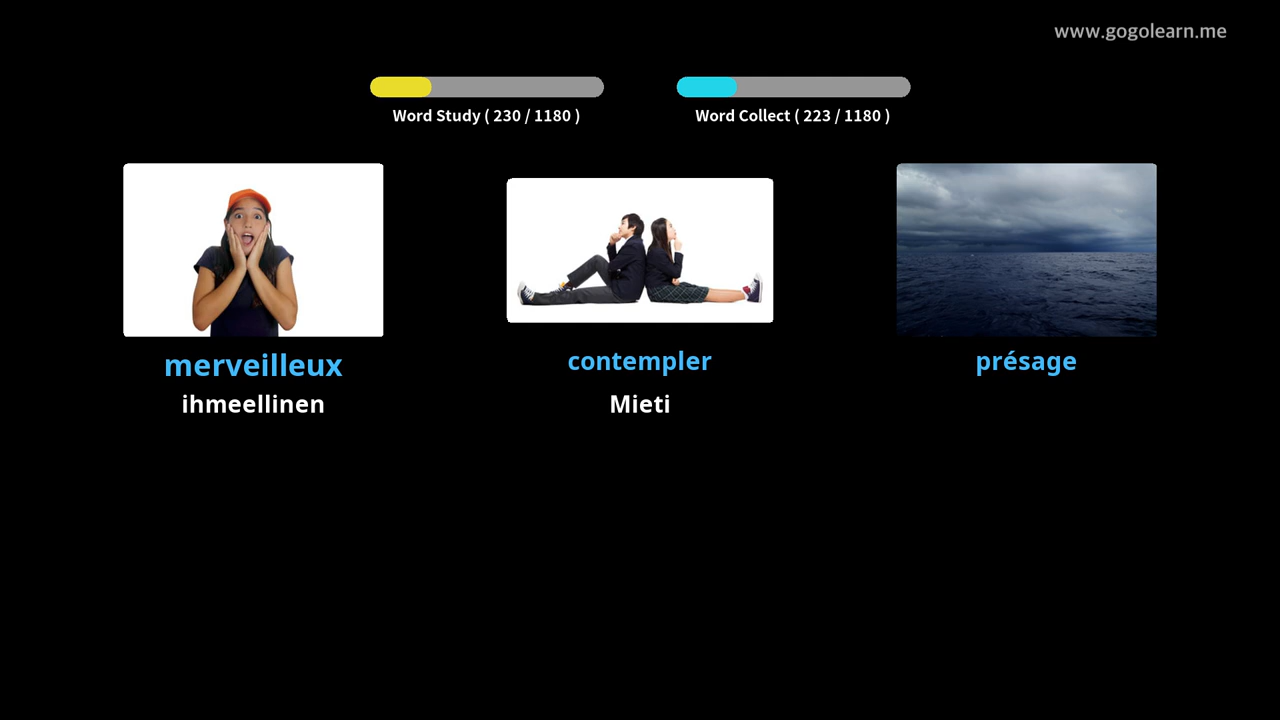 www.gogolearn.me
Word Study ( 230 / 1180 )
Word Collect ( 223 / 1180 )
merveilleux
contempler
présage
ihmeellinen
Mieti